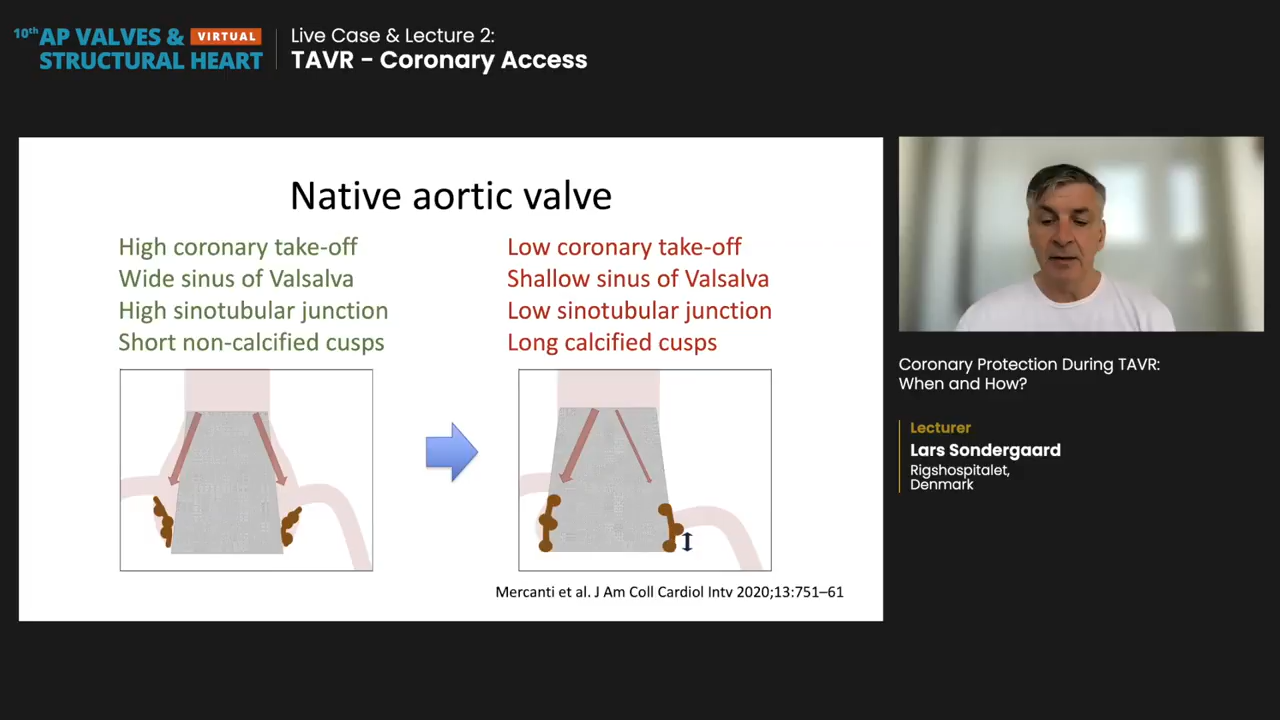 10th AP VALVES & VIRTUAL
STRUCTURAL HEART
Live Case & Lecture 2:
TAVR – Coronary Access
Native aortic valve
High coronary take-off
Wide sinus of Valsalva
High sinotubular junction
Short non-calcified cusps
Low coronary take-off
Shallow sinus of Valsalva
Low sinotubular junction
Long calcified cusps
Mercanti et al. J Am Coll Cardiol Intv 2020;13:751–61
Coronary Protection During TAVR:
When and How?
Lecturer
Lars Sondergaard
Rigshospitalet,
Denmark